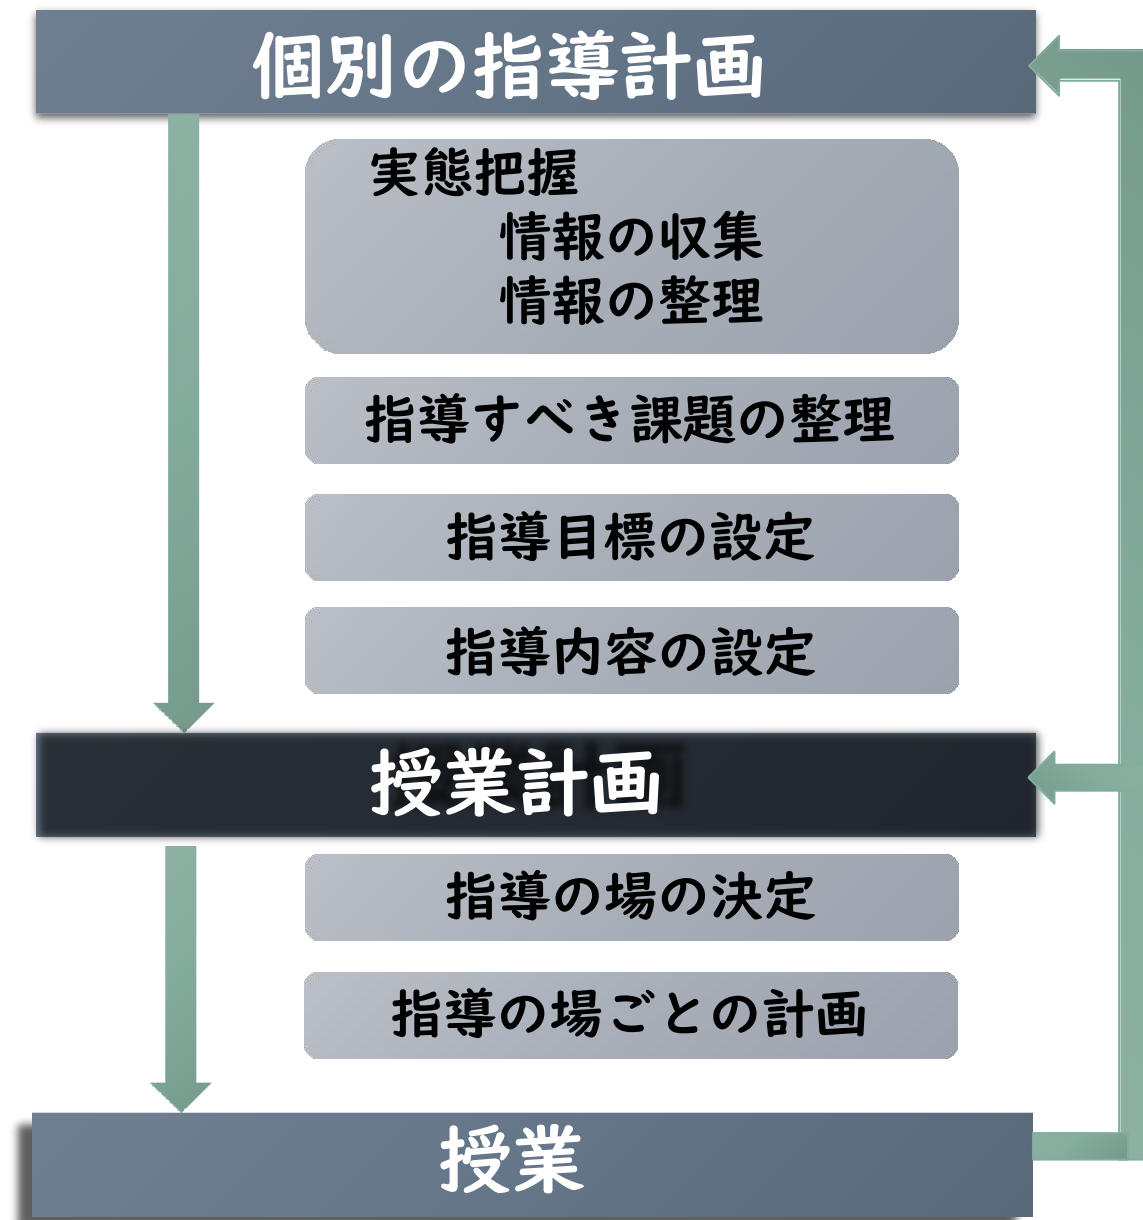 個別の指導計画
実態把握
情報の収集
情報の整理
指導すべき課題の整理
指導目標の設定
指導内容の設定
授業計画
指導の場の決定
指導の場ごとの計画
授業